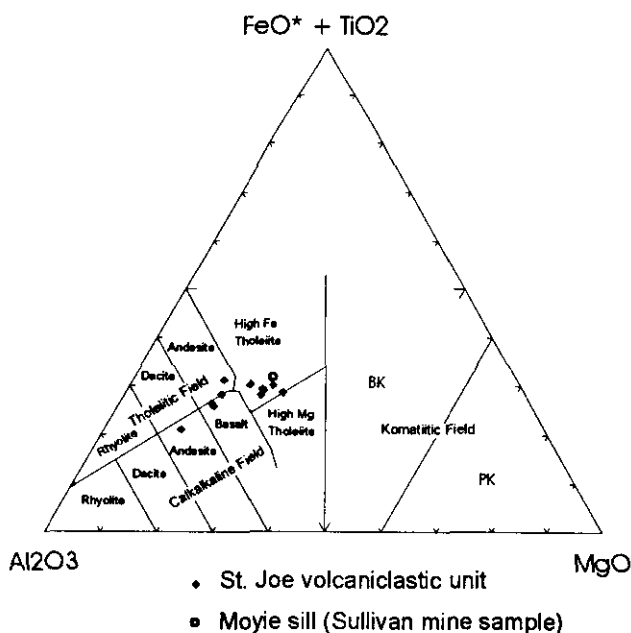 FeO* + TiO2
High Fe
Tholeiite
Andesite
Dacite
Tholeiitic Field
Rhyolite
BK
High Mg
Tholeiite
Basalt
Andesite
Komatiitic Field
Calkalkaline Field
Dacite
Rhyolite
PK
Al2O3
MgO
St. Joe volcaniclastic unit
Moyie sill (Sullivan mine sample)